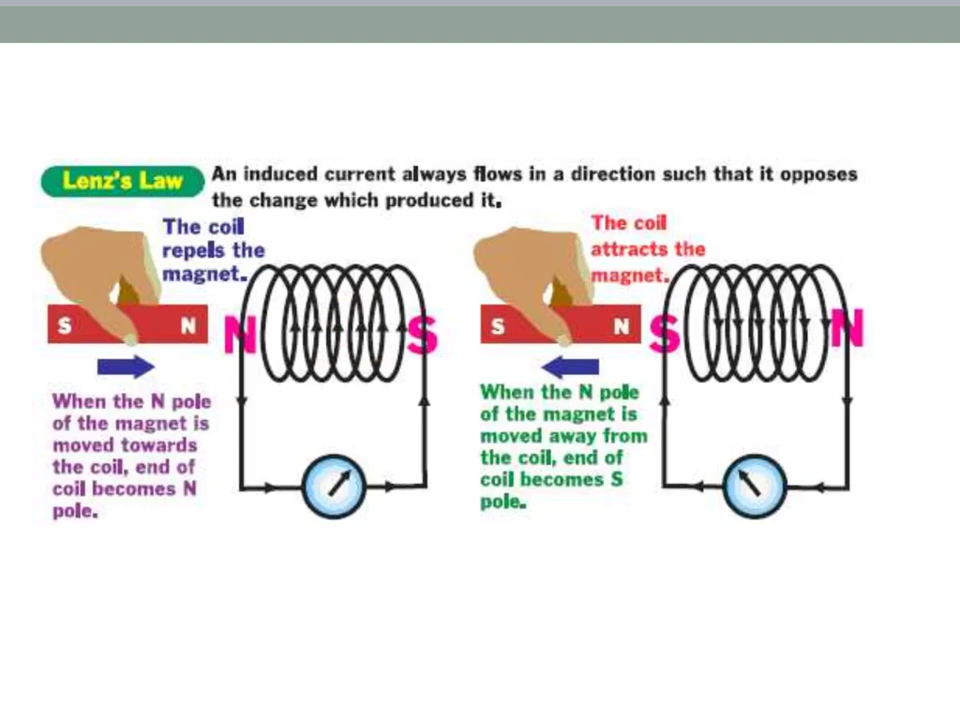 Lenz's Law
An induced current always flows in a direction such that it opposes
the change which produced it.
The coil
repels the
magnet.
S
N
N
S
When the N pole
of the magnet is
moved towards
the coil, end of
coil becomes N
pole.
The coil
attracts the
magnet.
S
N
S
N
When the N pole
of the magnet is
moved away from
the coil, end of
coil becomes S
pole.